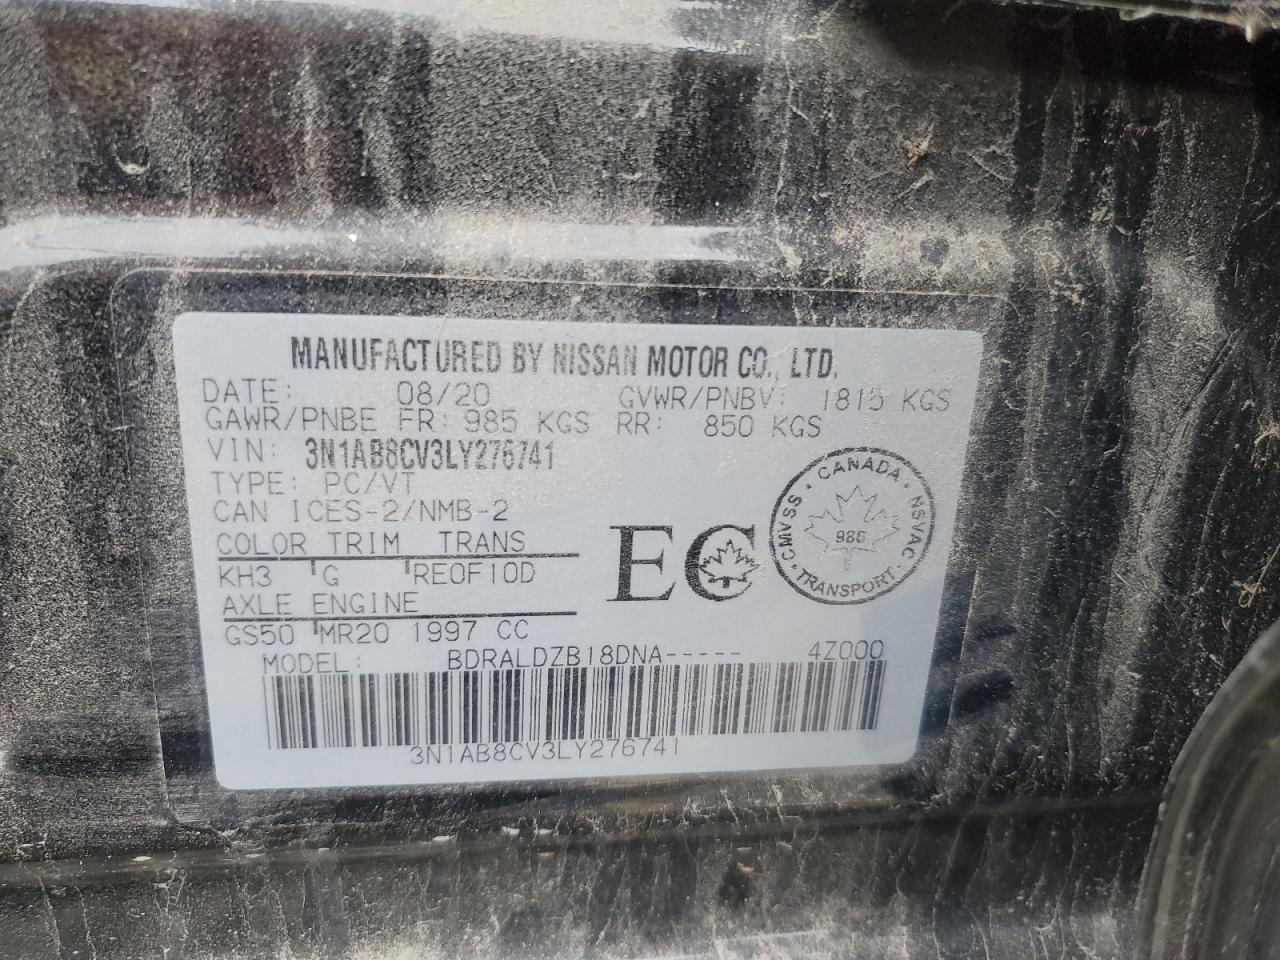 MANUFACTURED BY NISSAN MOTOR CO., LTD.
DATE: 08/20 GVWR/PNBV: 1815 KGS
GAWR/PNBE FR: 985 KGS RR: 850 KGS
VIN: 3N1AB8CV3LY276741
TYPE: PC/VT
CAN ICES-2/NMB-2
COLOR TRIM TRANS
KH3 G RE0F10D
AXLE ENGINE
GS50 MR20 1997 CC
EC
CANADA · NSVAC · TRANSPORT · CMVSS ·
986
MODEL: BDRALDZB18DNA----- 4Z000
3N1AB8CV3LY276741